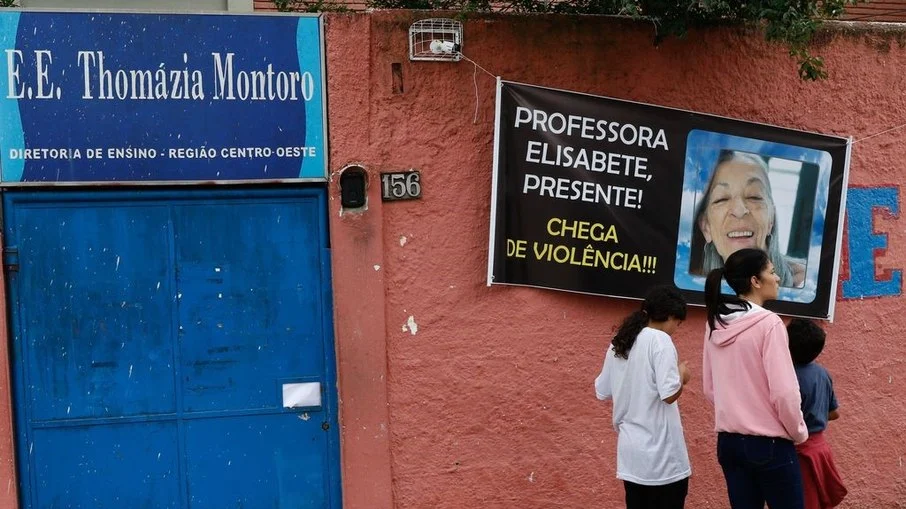 E.E. Thomázia Montoro
DIRETORIA DE ENSINO - REGIÃO CENTRO-OESTE
156
PROFESSORA
ELISABETE,
PRESENTE!
CHEGA
DE VIOLÊNCIA!!!
E